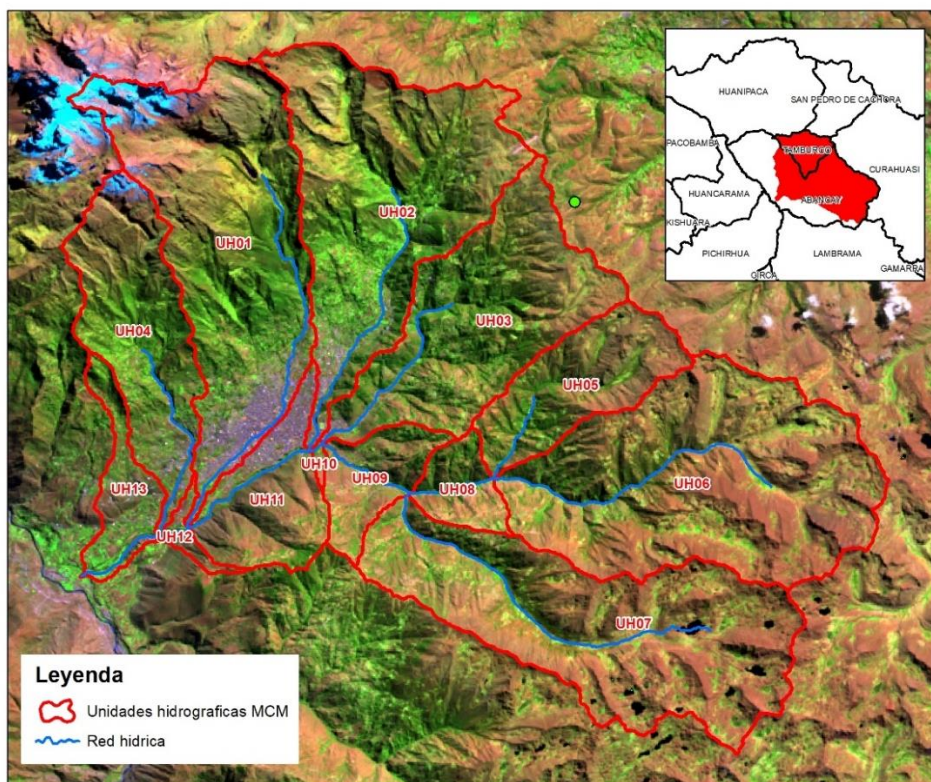 HUANIPACA
SAN PEDRO DE CACHORA
PACOBAMBA
TAMBURCO
CURAHUASI
HUANCARAMA
ABANCAY
KISHUARA
PICHIRHUA
LAMBRAMA
CIRCA
GAMARRA
UH02
UH01
UH03
UH04
UH05
UH10
UH09
UH08
UH06
UH13
UH11
UH12
UH07
Leyenda
Unidades hidrograficas MCM
Red hidrica